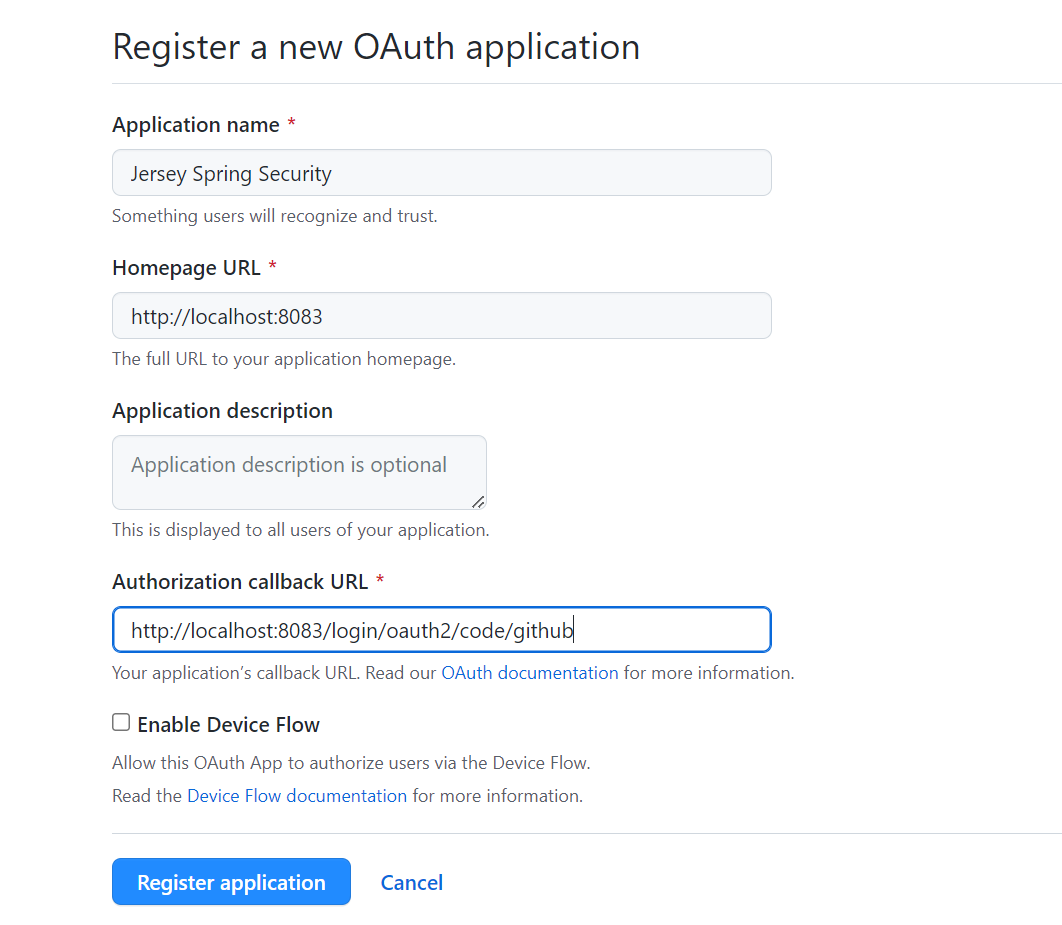 Register a new OAuth application
Application name *
Jersey Spring Security
Something users will recognize and trust.
Homepage URL *
http://localhost:8083
The full URL to your application homepage.
Application description
Application description is optional
This is displayed to all users of your application.
Authorization callback URL *
http://localhost:8083/login/oauth2/code/github
Your application’s callback URL. Read our OAuth documentation for more information.
Enable Device Flow
Allow this OAuth App to authorize users via the Device Flow.
Read the Device Flow documentation for more information.
Register application Cancel